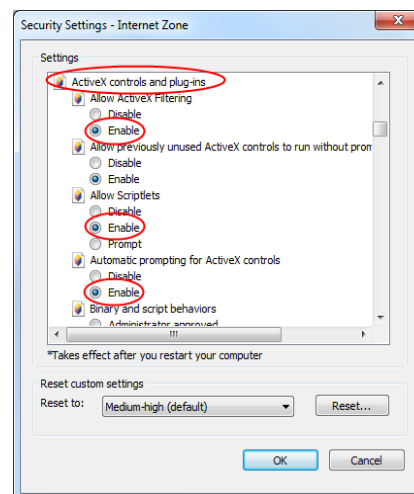 Security Settings - Internet Zone
Settings
ActiveX controls and plug-ins
Allow ActiveX Filtering
Disable
Enable
Allow previously unused ActiveX controls to run without prom
Disable
Enable
Allow Scriptlets
Disable
Enable
Prompt
Automatic prompting for ActiveX controls
Disable
Enable
Binary and script behaviors
Administrator approved
*Takes effect after you restart your computer
Reset custom settings
Reset to: Medium-high (default) Reset...
OK Cancel